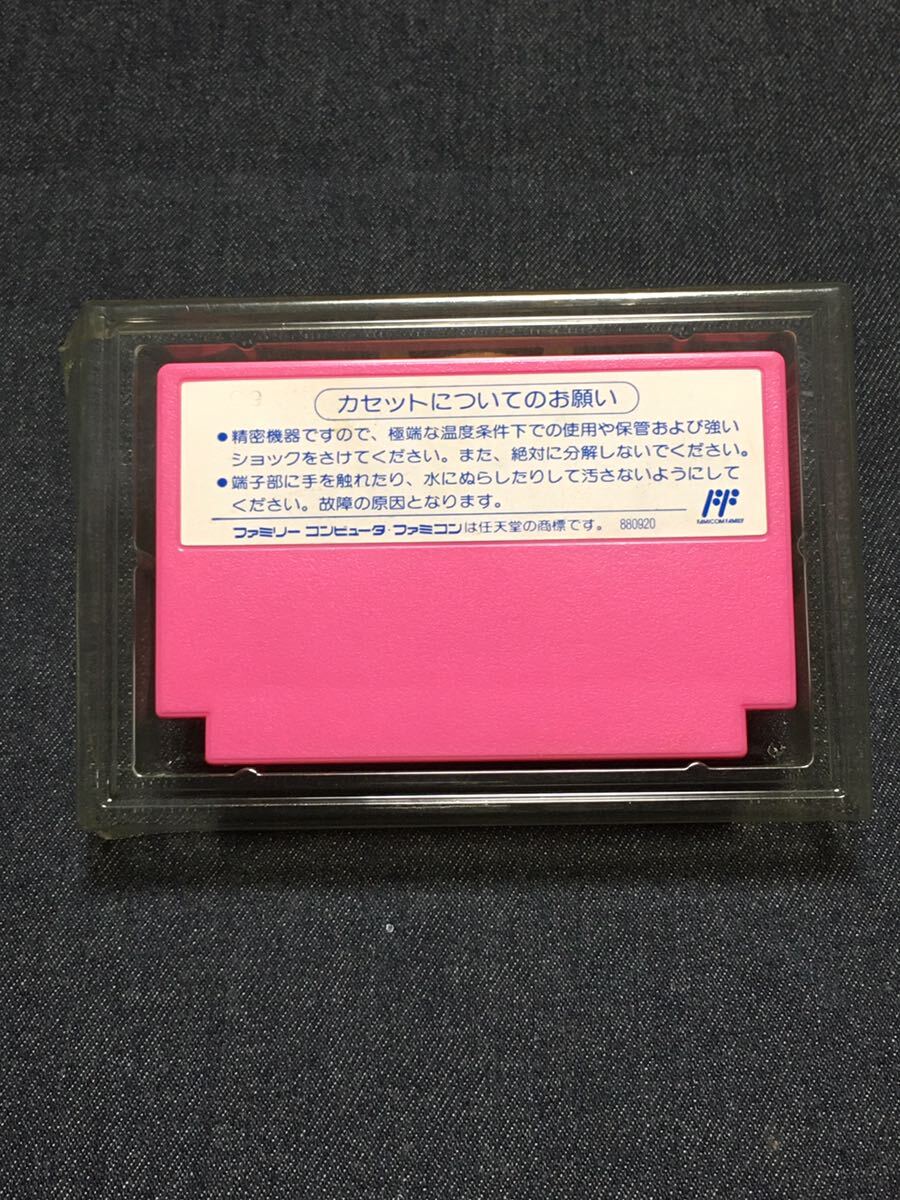 カセットについてのお願い
●精密機器ですので、極端な温度条件下での使用や保管および強い
ショックをさけてください。また、絶対に分解しないでください。
●端子部に手を触れたり、水にぬらしたりして汚さないようにして
ください。故障の原因となります。
FAMICOM FAMILY
ファミリー コンピュータ・ファミコンは任天堂の商標です。 880920